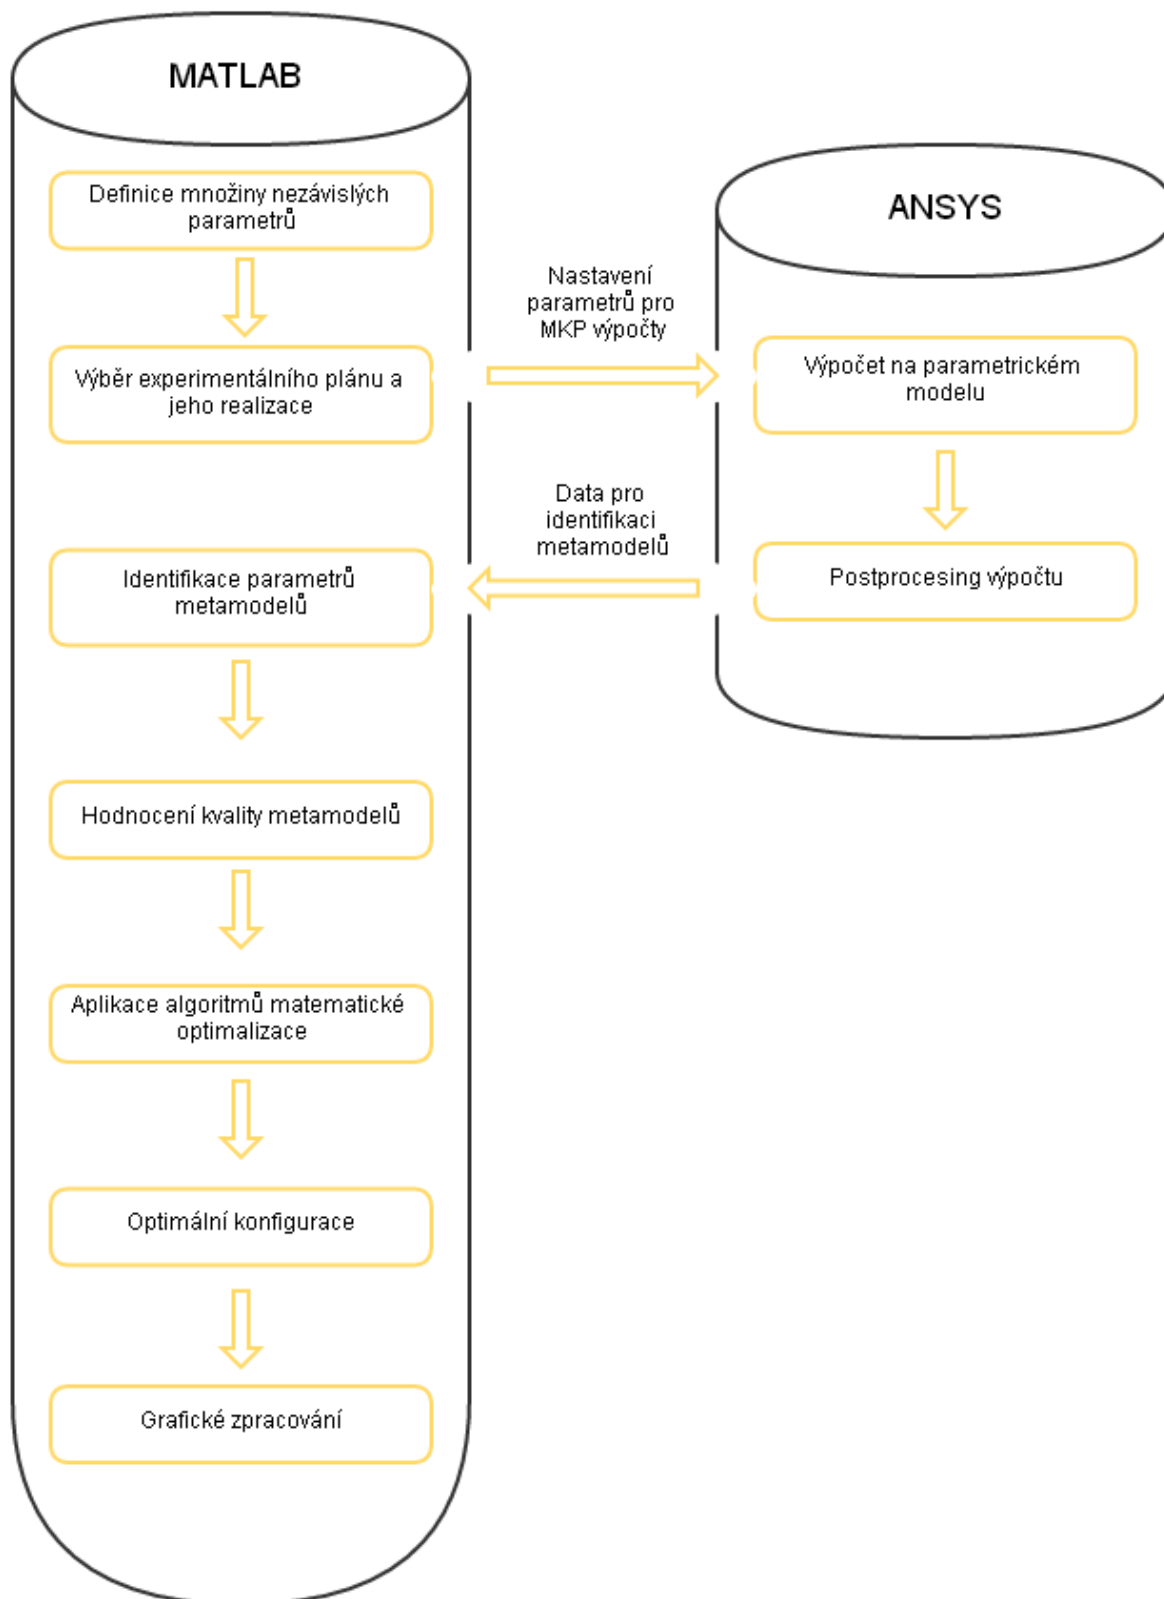 MATLAB
Definice množiny nezávislých
parametrů
Výběr experimentálního plánu a
jeho realizace
Nastavení
parametrů pro
MKP výpočty
ANSYS
Výpočet na parametrickém
modelu
Postprocesing výpočtu
Data pro
identifikaci
metamodelů
Identifikace parametrů
metamodelů
Hodnocení kvality metamodelů
Aplikace algoritmů matematické
optimalizace
Optimální konfigurace
Grafické zpracování